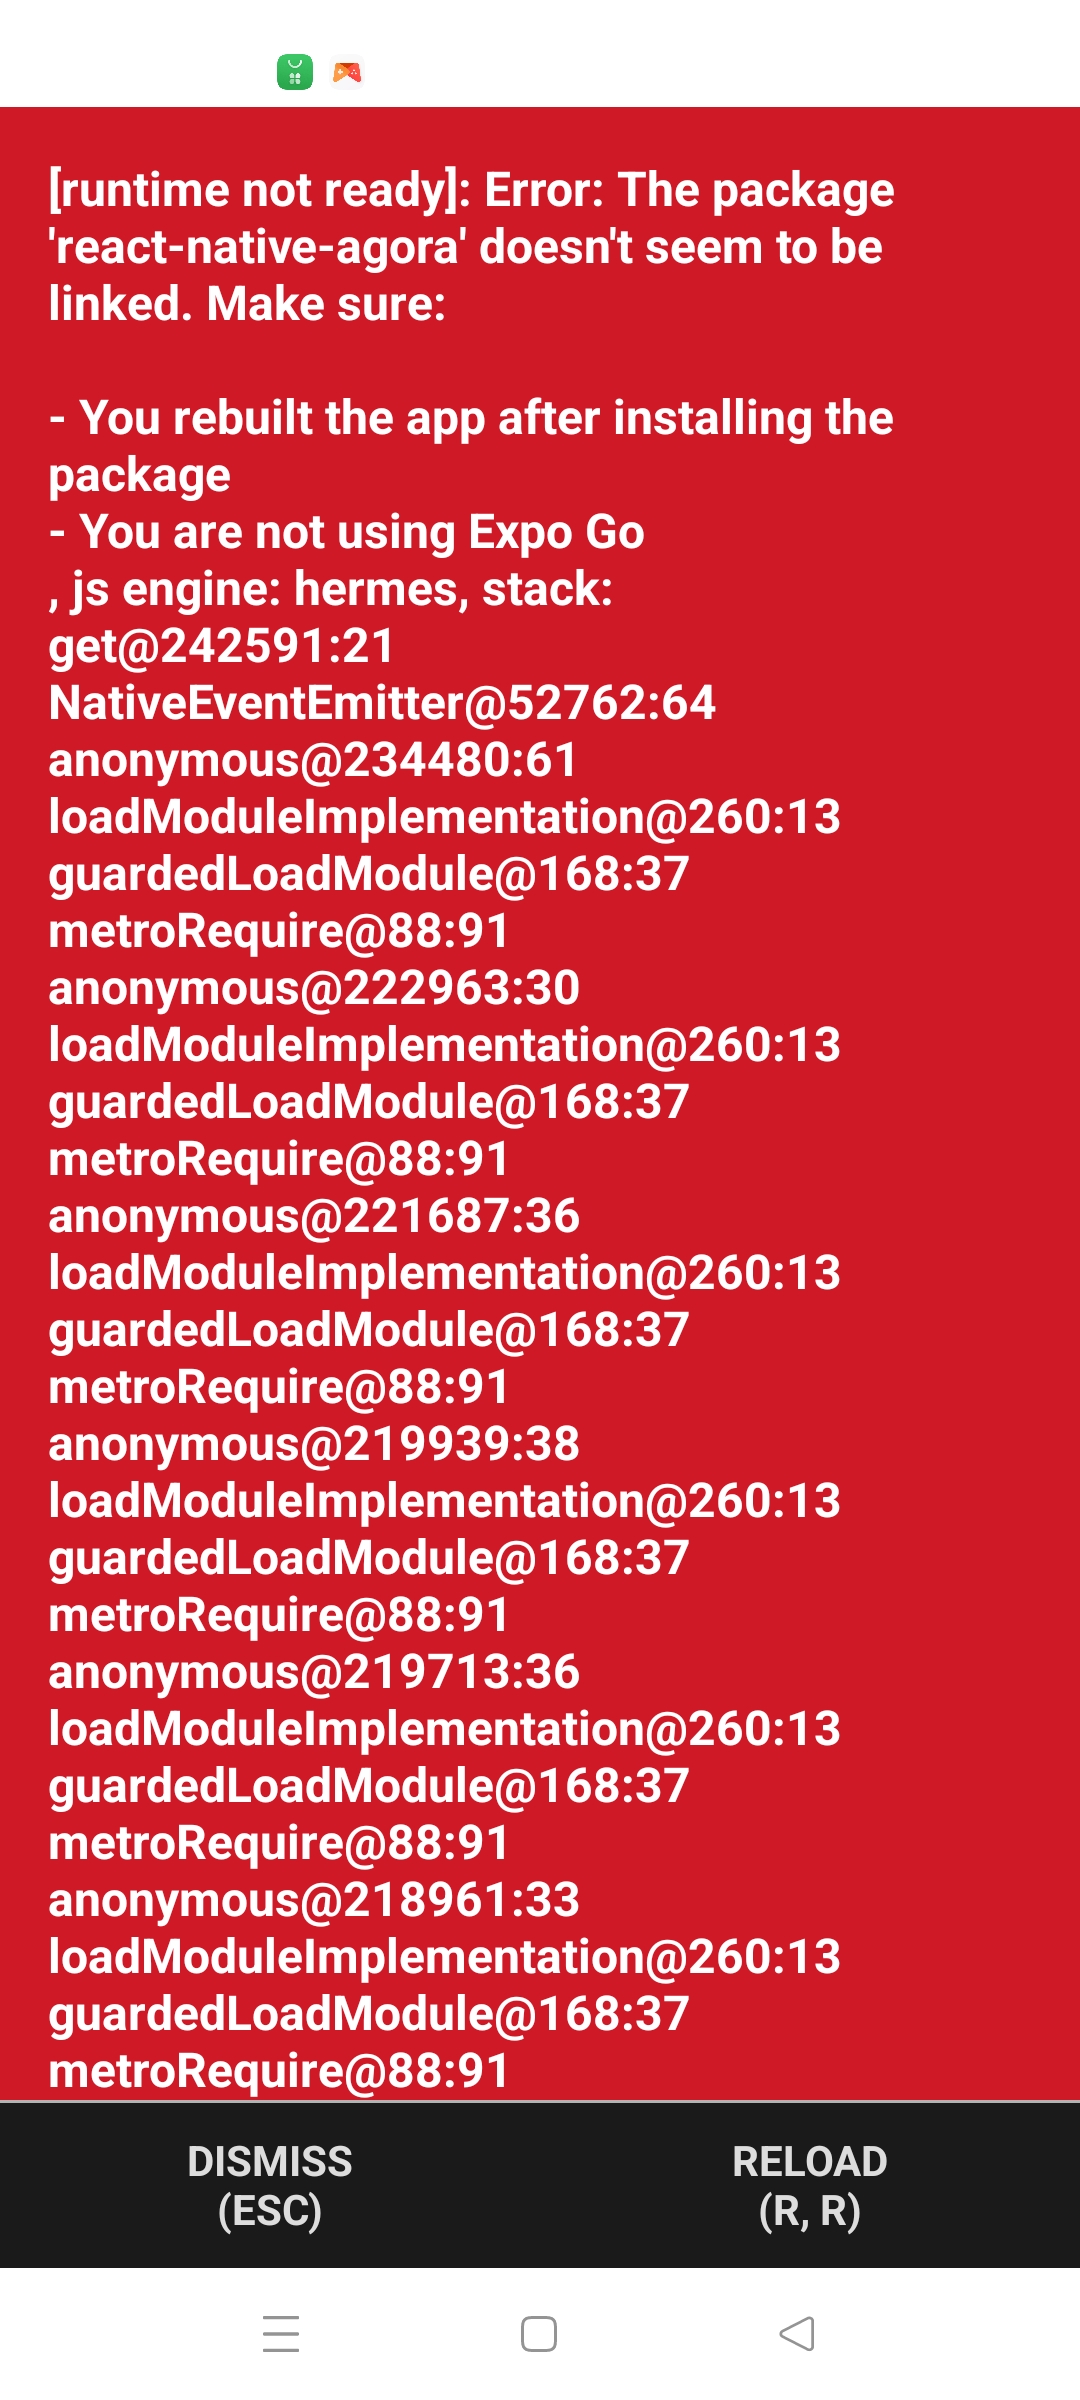 [runtime not ready]: Error: The package
'react-native-agora' doesn't seem to be
linked. Make sure:
- You rebuilt the app after installing the
package
- You are not using Expo Go
, js engine: hermes, stack:
get@242591:21
NativeEventEmitter@52762:64
anonymous@234480:61
loadModuleImplementation@260:13
guardedLoadModule@168:37
metroRequire@88:91
anonymous@222963:30
loadModuleImplementation@260:13
guardedLoadModule@168:37
metroRequire@88:91
anonymous@221687:36
loadModuleImplementation@260:13
guardedLoadModule@168:37
metroRequire@88:91
anonymous@219939:38
loadModuleImplementation@260:13
guardedLoadModule@168:37
metroRequire@88:91
anonymous@219713:36
loadModuleImplementation@260:13
guardedLoadModule@168:37
metroRequire@88:91
anonymous@218961:33
loadModuleImplementation@260:13
guardedLoadModule@168:37
metroRequire@88:91
DISMISS
(ESC)
RELOAD
(R, R)